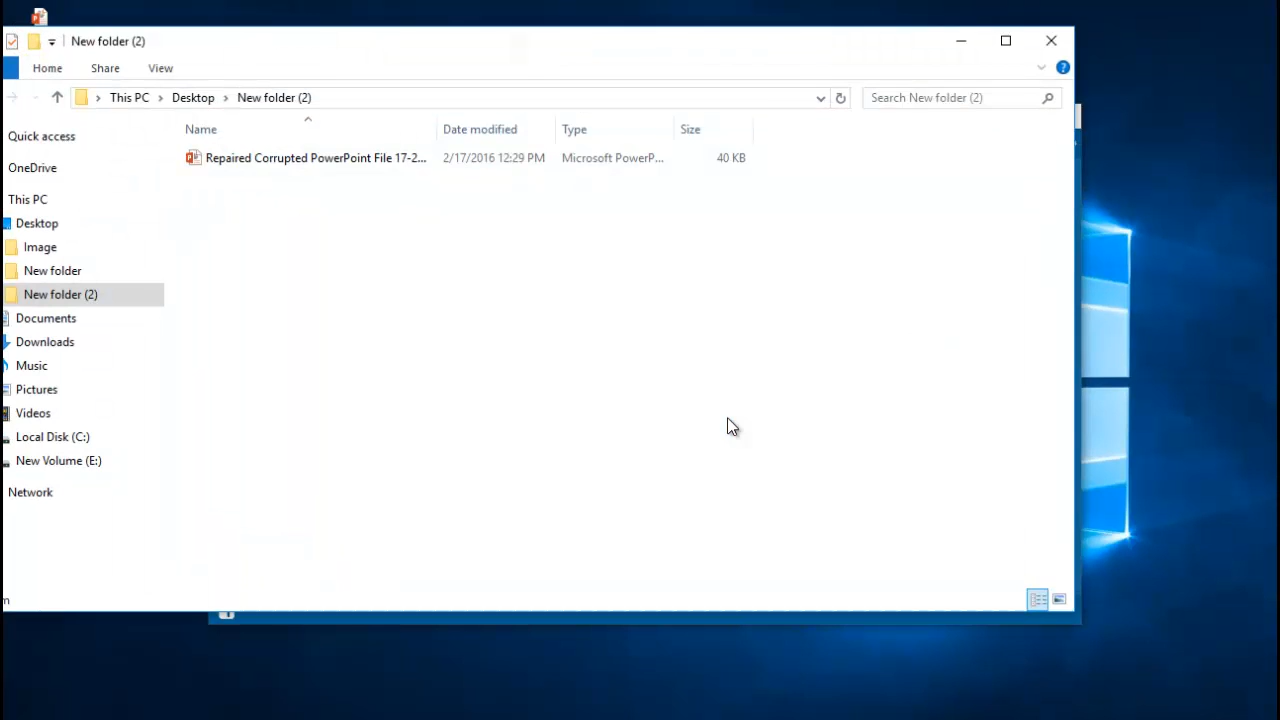 New folder (2)
Home Share View
This PC Desktop New folder (2) Search New folder (2)
Name Date modified Type Size
Repaired Corrupted PowerPoint File 17-2... 2/17/2016 12:29 PM Microsoft PowerP... 40 KB
Quick access
OneDrive
This PC
Desktop
Image
New folder
New folder (2)
Documents
Downloads
Music
Pictures
Videos
Local Disk (C:)
New Volume (E:)
Network